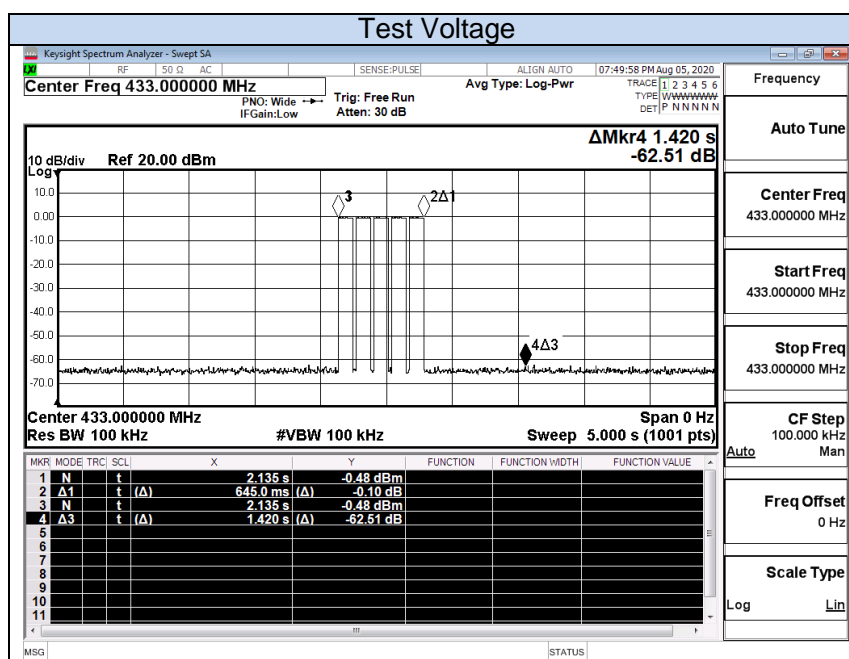 Test Voltage
Keysight Spectrum Analyzer - Swept SA
LXI RF 50 Ω AC SENSE:PULSE ALIGN AUTO 07:49:58 PM Aug 05, 2020
Center Freq 433.000000 MHz
PNO: Wide
IFGain:Low
Trig: Free Run
Atten: 30 dB
Avg Type: Log-Pwr
TRACE 1 2 3 4 5 6
TYPE WWWWWW
DET P N N N N N
ΔMkr4 1.420 s
-62.51 dB
10 dB/div Ref 20.00 dBm
Log
10.0
0.00
-10.0
-20.0
-30.0
-40.0
-50.0
-60.0
-70.0
3
2Δ1
4Δ3
Center 433.000000 MHz
Span 0 Hz
Res BW 100 kHz #VBW 100 kHz Sweep 5.000 s (1001 pts)
MKR MODE TRC SCL X Y FUNCTION FUNCTION WIDTH FUNCTION VALUE
1 N t 2.135 s -0.48 dBm
2 Δ1 t (Δ) 645.0 ms (Δ) -0.10 dB
3 N t 2.135 s -0.48 dBm
4 Δ3 t (Δ) 1.420 s (Δ) -62.51 dB
5
6
7
8
9
10
11
MSG STATUS
Frequency
Auto Tune
Center Freq
433.000000 MHz
Start Freq
433.000000 MHz
Stop Freq
433.000000 MHz
CF Step
100.000 kHz
Auto Man
Freq Offset
0 Hz
Scale Type
Log Lin